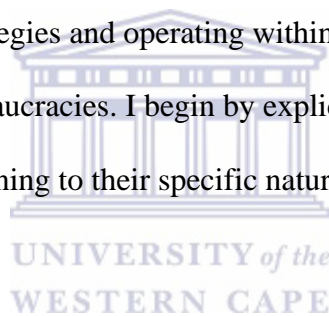 egies and operating within
aucracies. I begin by explic
ning to their specific natur
UNIVERSITY of the
WESTERN CAPE